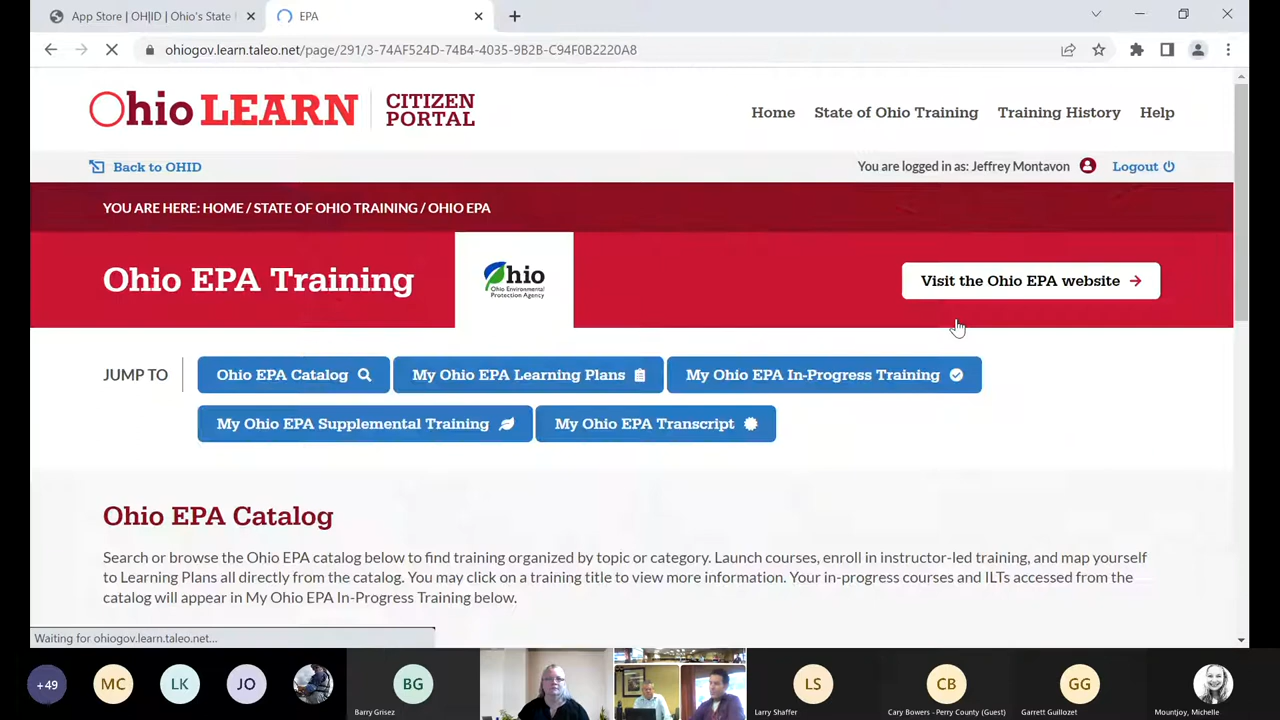 App Store | OH|ID | Ohio's State
EPA
ohiogov.learn.taleo.net/page/291/3-74AF524D-74B4-4035-9B2B-C94F0B2220A8
Ohio LEARN
CITIZEN
PORTAL
Home
State of Ohio Training
Training History
Help
Back to OHID
You are logged in as: Jeffrey Montavon
Logout
YOU ARE HERE: HOME / STATE OF OHIO TRAINING / OHIO EPA
Ohio EPA Training
Ohio
Ohio Environmental
Protection Agency
Visit the Ohio EPA website
JUMP TO
Ohio EPA Catalog
My Ohio EPA Learning Plans
My Ohio EPA In-Progress Training
My Ohio EPA Supplemental Training
My Ohio EPA Transcript
Ohio EPA Catalog
Search or browse the Ohio EPA catalog below to find training organized by topic or category. Launch courses, enroll in instructor-led training, and map yourself
to Learning Plans all directly from the catalog. You may click on a training title to view more information. Your in-progress courses and ILTs accessed from the
catalog will appear in My Ohio EPA In-Progress Training below.
Waiting for ohiogov.learn.taleo.net...
+49
MC
LK
JO
BG
Barry Grisez
LS
Larry Shaffer
CB
Cary Bowers - Perry County (Guest)
GG
Garrett Guillozet
Mountjoy, Michelle